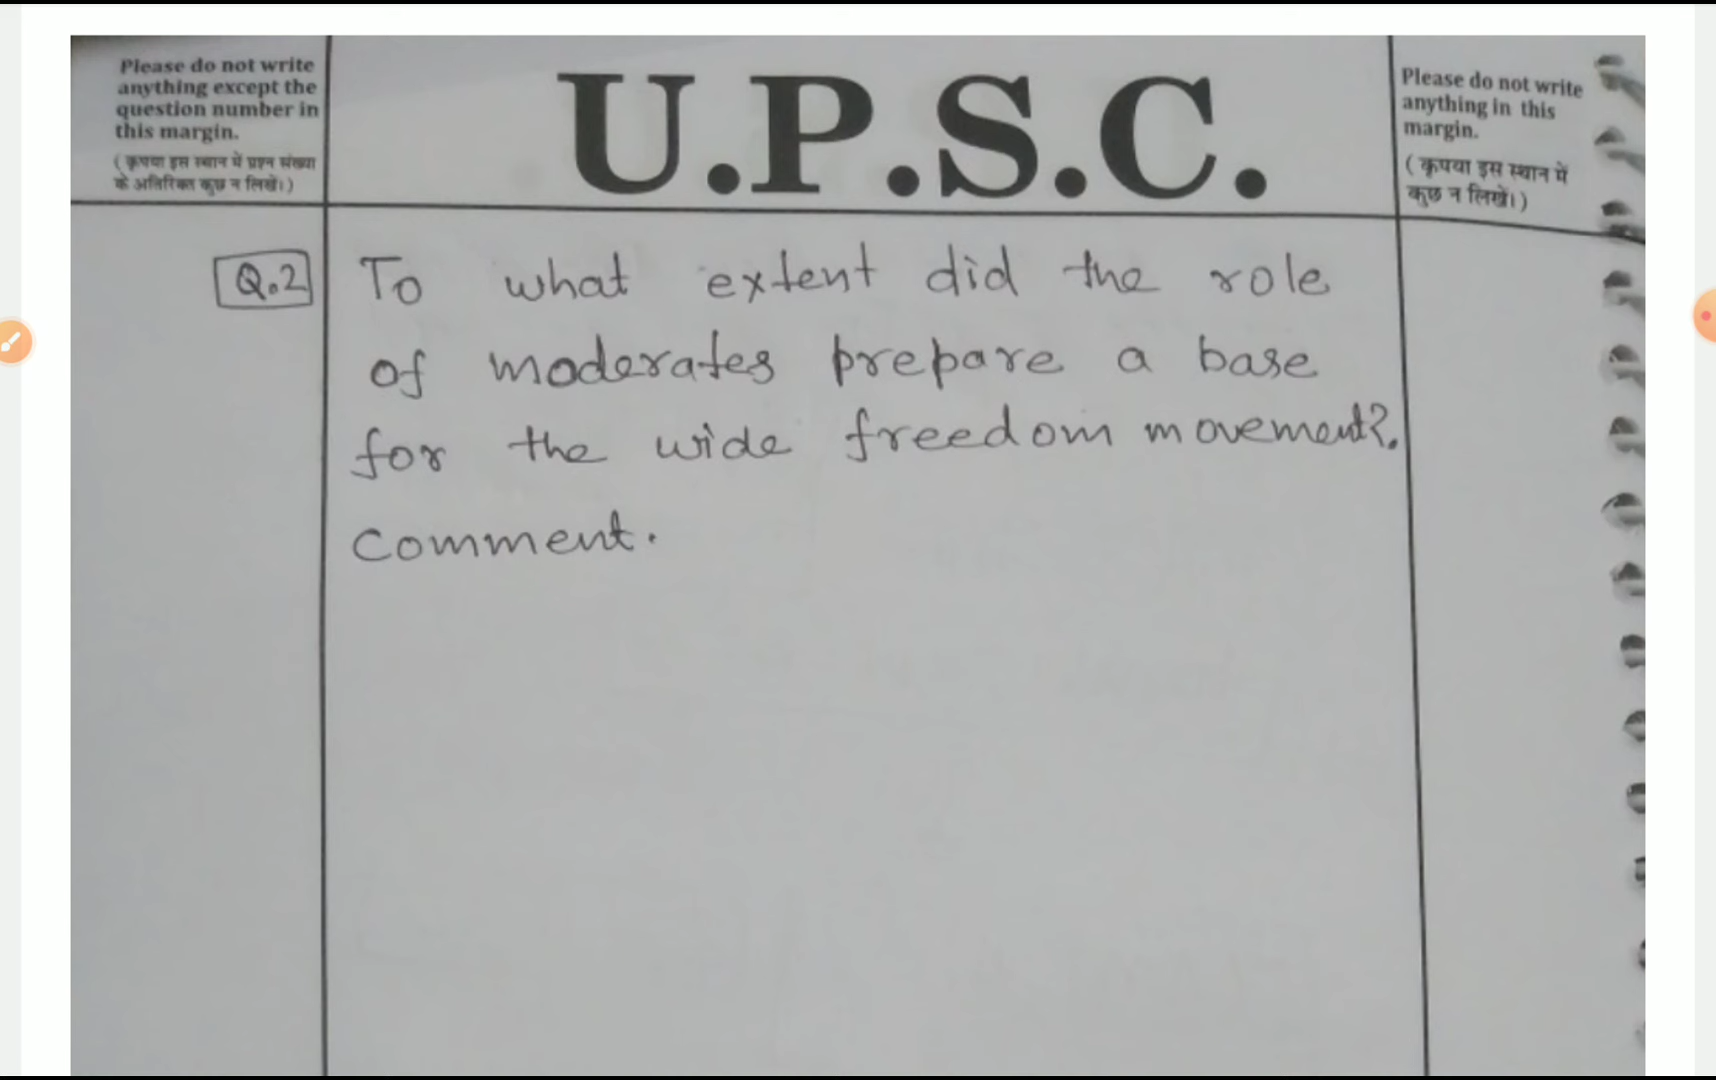 Please do not write
anything except the
question number in
this margin.
(कृपया इस स्थान में प्रश्न संख्या
के अतिरिक्त कुछ न लिखें।)
U.P.S.C.
Please do not write
anything in this
margin.
(कृपया इस स्थान में
कुछ न लिखें।)
Q.2 To what extent did the role
of moderates prepare a base
for the wide freedom movement?.
Comment.